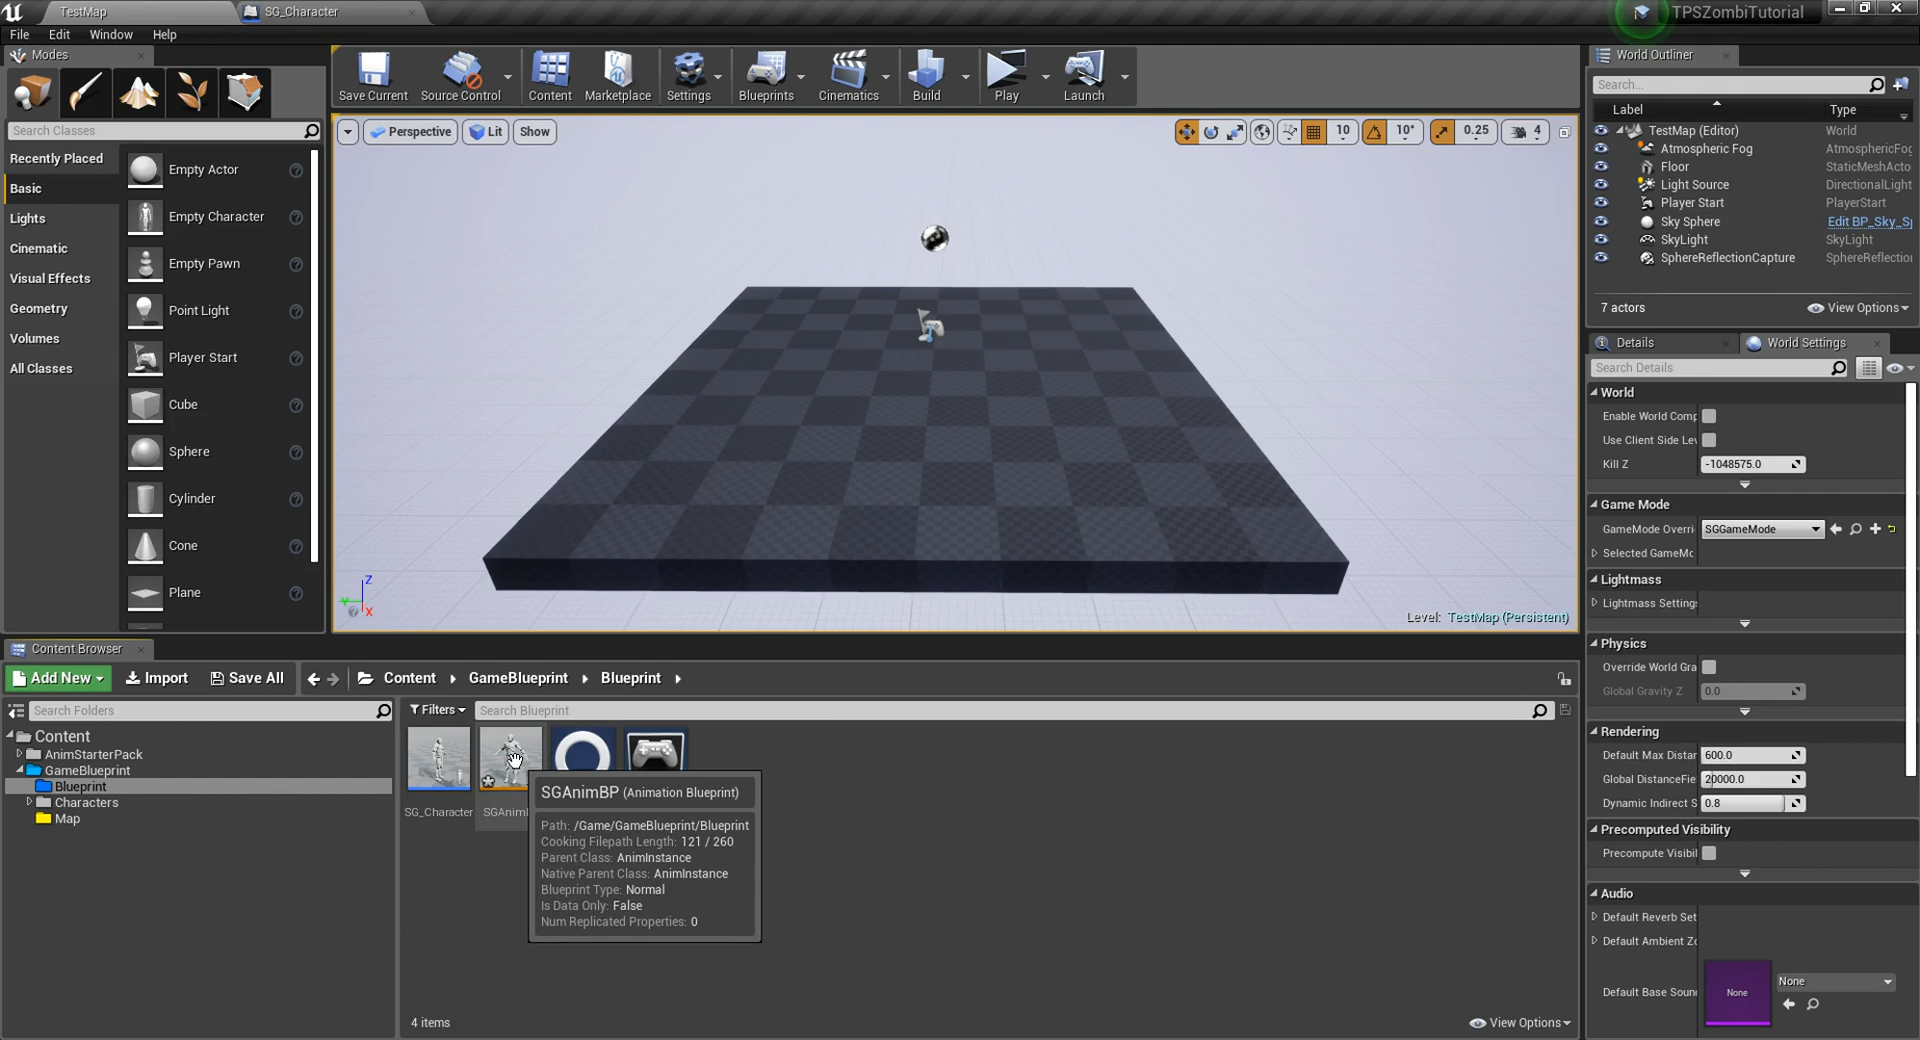 TestMap
SG_Character
TPSZombiTutorial
File Edit Window Help
Modes
Search Classes
Recently Placed
Basic
Lights
Cinematic
Visual Effects
Geometry
Volumes
All Classes
Empty Actor
Empty Character
Empty Pawn
Point Light
Player Start
Cube
Sphere
Cylinder
Cone
Plane
Save Current
Source Control
Content
Marketplace
Settings
Blueprints
Cinematics
Build
Play
Launch
Perspective
Lit
Show
10
10°
0.25
4
Z
X
Y
Level: TestMap (Persistent)
World Outliner
Search...
Label Type
TestMap (Editor) World
Atmospheric Fog AtmosphericFog
Floor StaticMeshActo
Light Source DirectionalLight
Player Start PlayerStart
Sky Sphere Edit BP_Sky_Sp
SkyLight SkyLight
SphereReflectionCapture SphereReflectio
7 actors
View Options
Details
World Settings
Search Details
World
Enable World Comp
Use Client Side Lev
Kill Z -1048575.0
Game Mode
GameMode Overri SGGameMode
Selected GameMo
Lightmass
Lightmass Settings
Physics
Override World Gra
Global Gravity Z 0.0
Rendering
Default Max Distan 600.0
Global DistanceFie 20000.0
Dynamic Indirect S 0.8
Precomputed Visibility
Precompute Visibil
Audio
Default Reverb Set
Default Ambient Zo
Default Base Soun
None
None
Content Browser
Add New
Import
Save All
Content
GameBlueprint
Blueprint
Search Folders
Content
AnimStarterPack
GameBlueprint
Blueprint
Characters
Map
Filters
Search Blueprint
SG_Character
SGAnim
SGAnimBP (Animation Blueprint)
Path: /Game/GameBlueprint/Blueprint
Cooking Filepath Length: 121 / 260
Parent Class: AnimInstance
Native Parent Class: AnimInstance
Blueprint Type: Normal
Is Data Only: False
Num Replicated Properties: 0
4 items
View Options